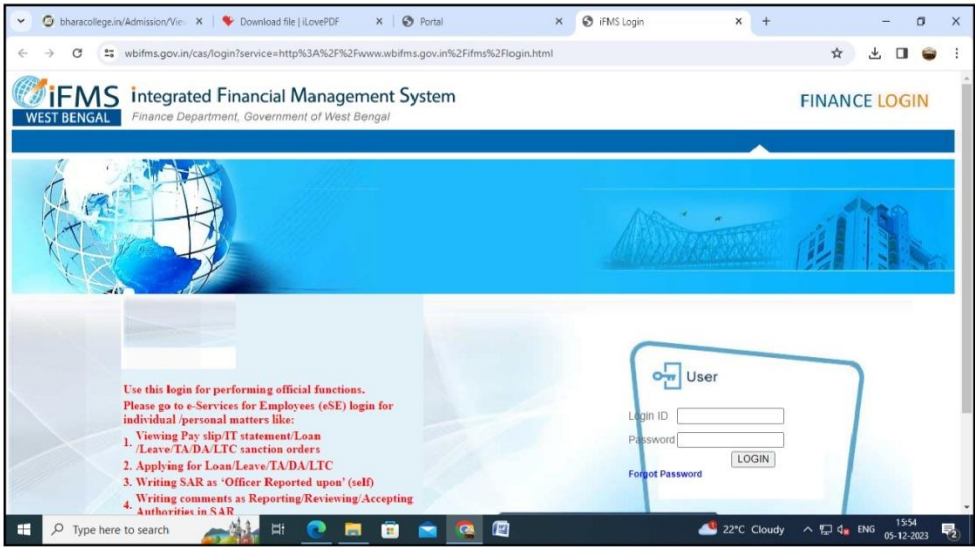 bharacollege.in/Admission/Vie
Download file | iLovePDF
Portal
iFMS Login
wbifms.gov.in/cas/login?service=http%3A%2F%2Fwww.wbifms.gov.in%2Fifms%2Flogin.html
iFMS
WEST BENGAL
integrated Financial Management System
Finance Department, Government of West Bengal
FINANCE LOGIN
Use this login for performing official functions.
Please go to e-Services for Employees (eSE) login for
individual /personal matters like:
1. Viewing Pay slip/IT statement/Loan
/Leave/TA/DA/LTC sanction orders
2. Applying for Loan/Leave/TA/DA/LTC
3. Writing SAR as ‘Officer Reported upon’ (self)
4. Writing comments as Reporting/Reviewing/Accepting
Authorities in SAR
User
Login ID
Password
LOGIN
Forgot Password
Type here to search
22°C Cloudy
ENG
15:54
05-12-2023
2